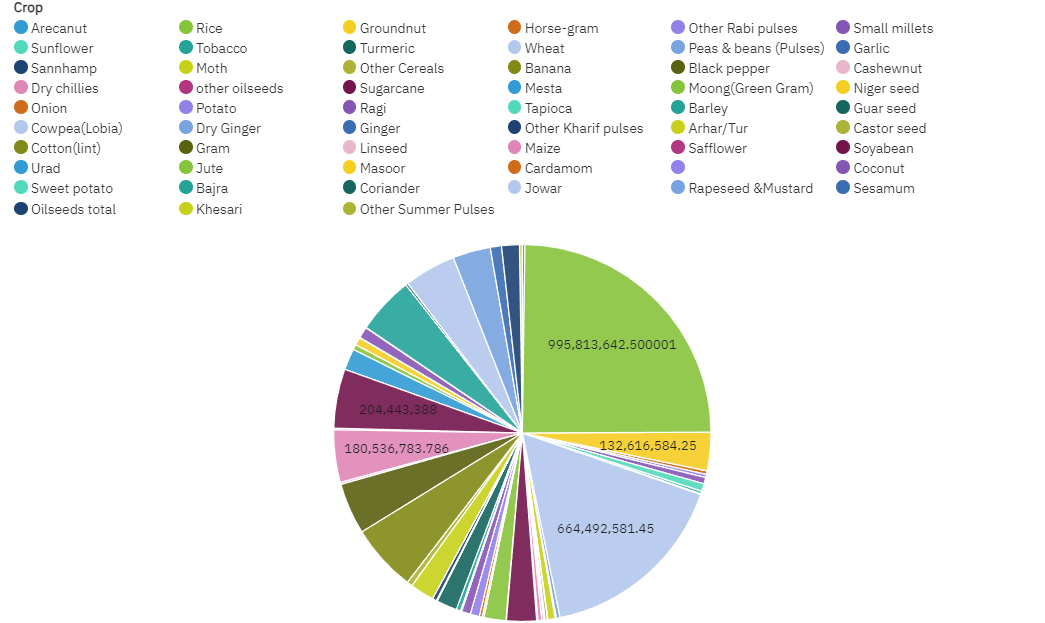 Crop
Arecanut Rice Groundnut Horse-gram Other Rabi pulses Small millets
Sunflower Tobacco Turmeric Wheat Peas & beans (Pulses) Garlic
Sannhamp Moth Other Cereals Banana Black pepper Cashewnut
Dry chillies other oilseeds Sugarcane Mesta Moong(Green Gram) Niger seed
Onion Potato Ragi Tapioca Barley Guar seed
Cowpea(Lobia) Dry Ginger Ginger Other Kharif pulses Arhar/Tur Castor seed
Cotton(lint) Gram Linseed Maize Safflower Soyabean
Urad Jute Masoor Cardamom Coconut
Sweet potato Bajra Coriander Jowar Rapeseed &Mustard Sesamum
Oilseeds total Khesari Other Summer Pulses
995,813,642.500001
204,443,388
132,616,584.25
180,536,783.786
664,492,581.45